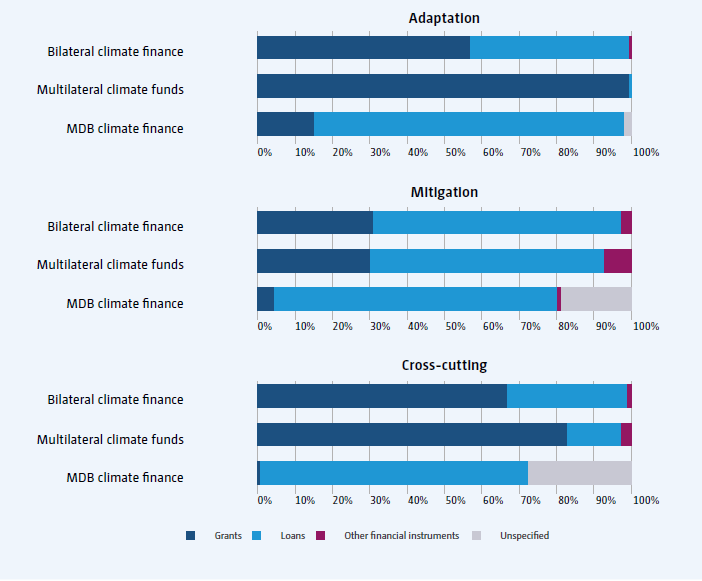 Adaptation
Bilateral climate finance
Multilateral climate funds
MDB climate finance
0% 10% 20% 30% 40% 50% 60% 70% 80% 90% 100%
Mitigation
Bilateral climate finance
Multilateral climate funds
MDB climate finance
0% 10% 20% 30% 40% 50% 60% 70% 80% 90% 100%
Cross-cutting
Bilateral climate finance
Multilateral climate funds
MDB climate finance
0% 10% 20% 30% 40% 50% 60% 70% 80% 90% 100%
Grants Loans Other financial instruments Unspecified